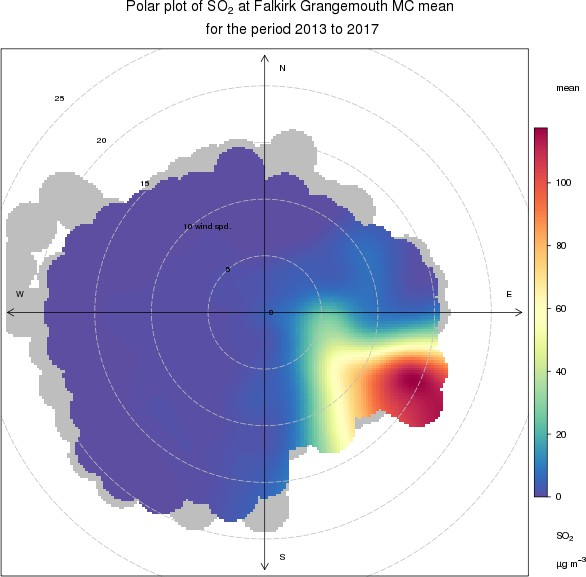 Polar plot of SO₂ at Falkirk Grangemouth MC mean
for the period 2013 to 2017
N
mean
25
20
15
10 wind spd.
5
W
0
E
S
100
80
60
40
20
0
SO₂
µg m⁻³